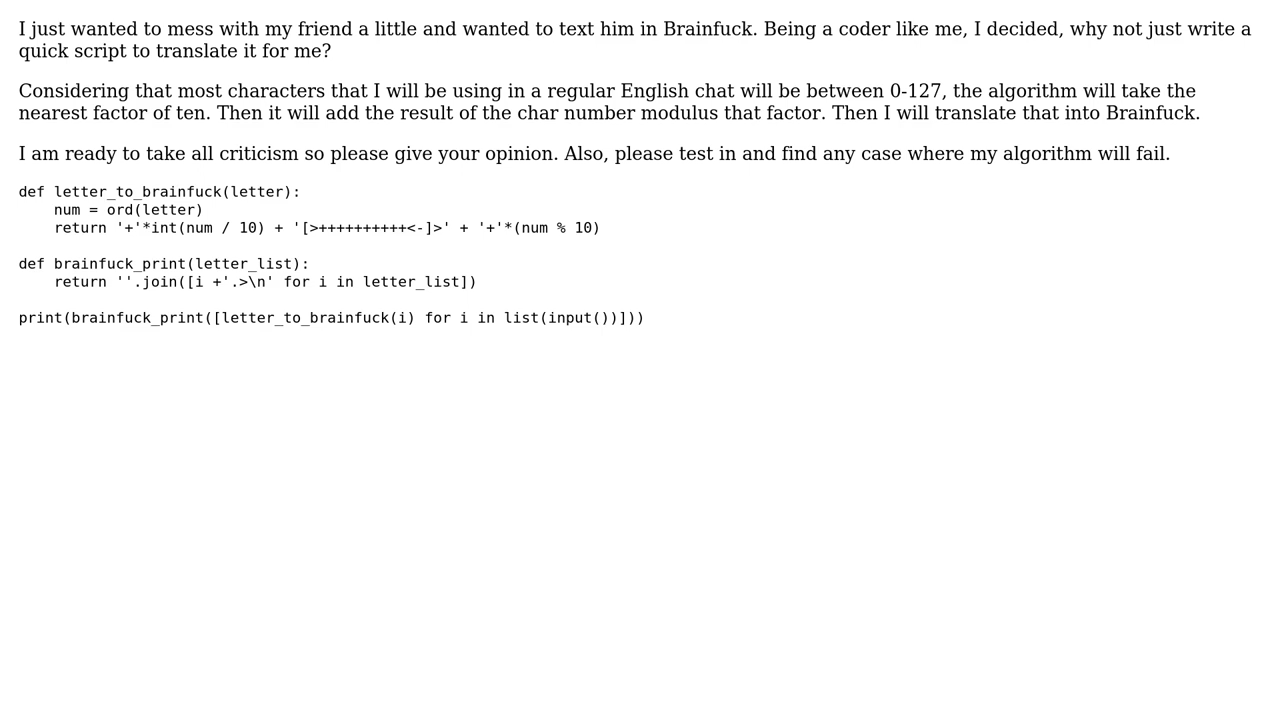 I just wanted to mess with my friend a little and wanted to text him in Brainfuck. Being a coder like me, I decided, why not just write a
quick script to translate it for me?
Considering that most characters that I will be using in a regular English chat will be between 0-127, the algorithm will take the
nearest factor of ten. Then it will add the result of the char number modulus that factor. Then I will translate that into Brainfuck.
I am ready to take all criticism so please give your opinion. Also, please test in and find any case where my algorithm will fail.
def letter_to_brainfuck(letter):
    num = ord(letter)
    return '+'*int(num / 10) + '[>++++++++++<-]>' + '+'*(num % 10)
def brainfuck_print(letter_list):
    return ''.join([i +'.>\n' for i in letter_list])
print(brainfuck_print([letter_to_brainfuck(i) for i in list(input())]))